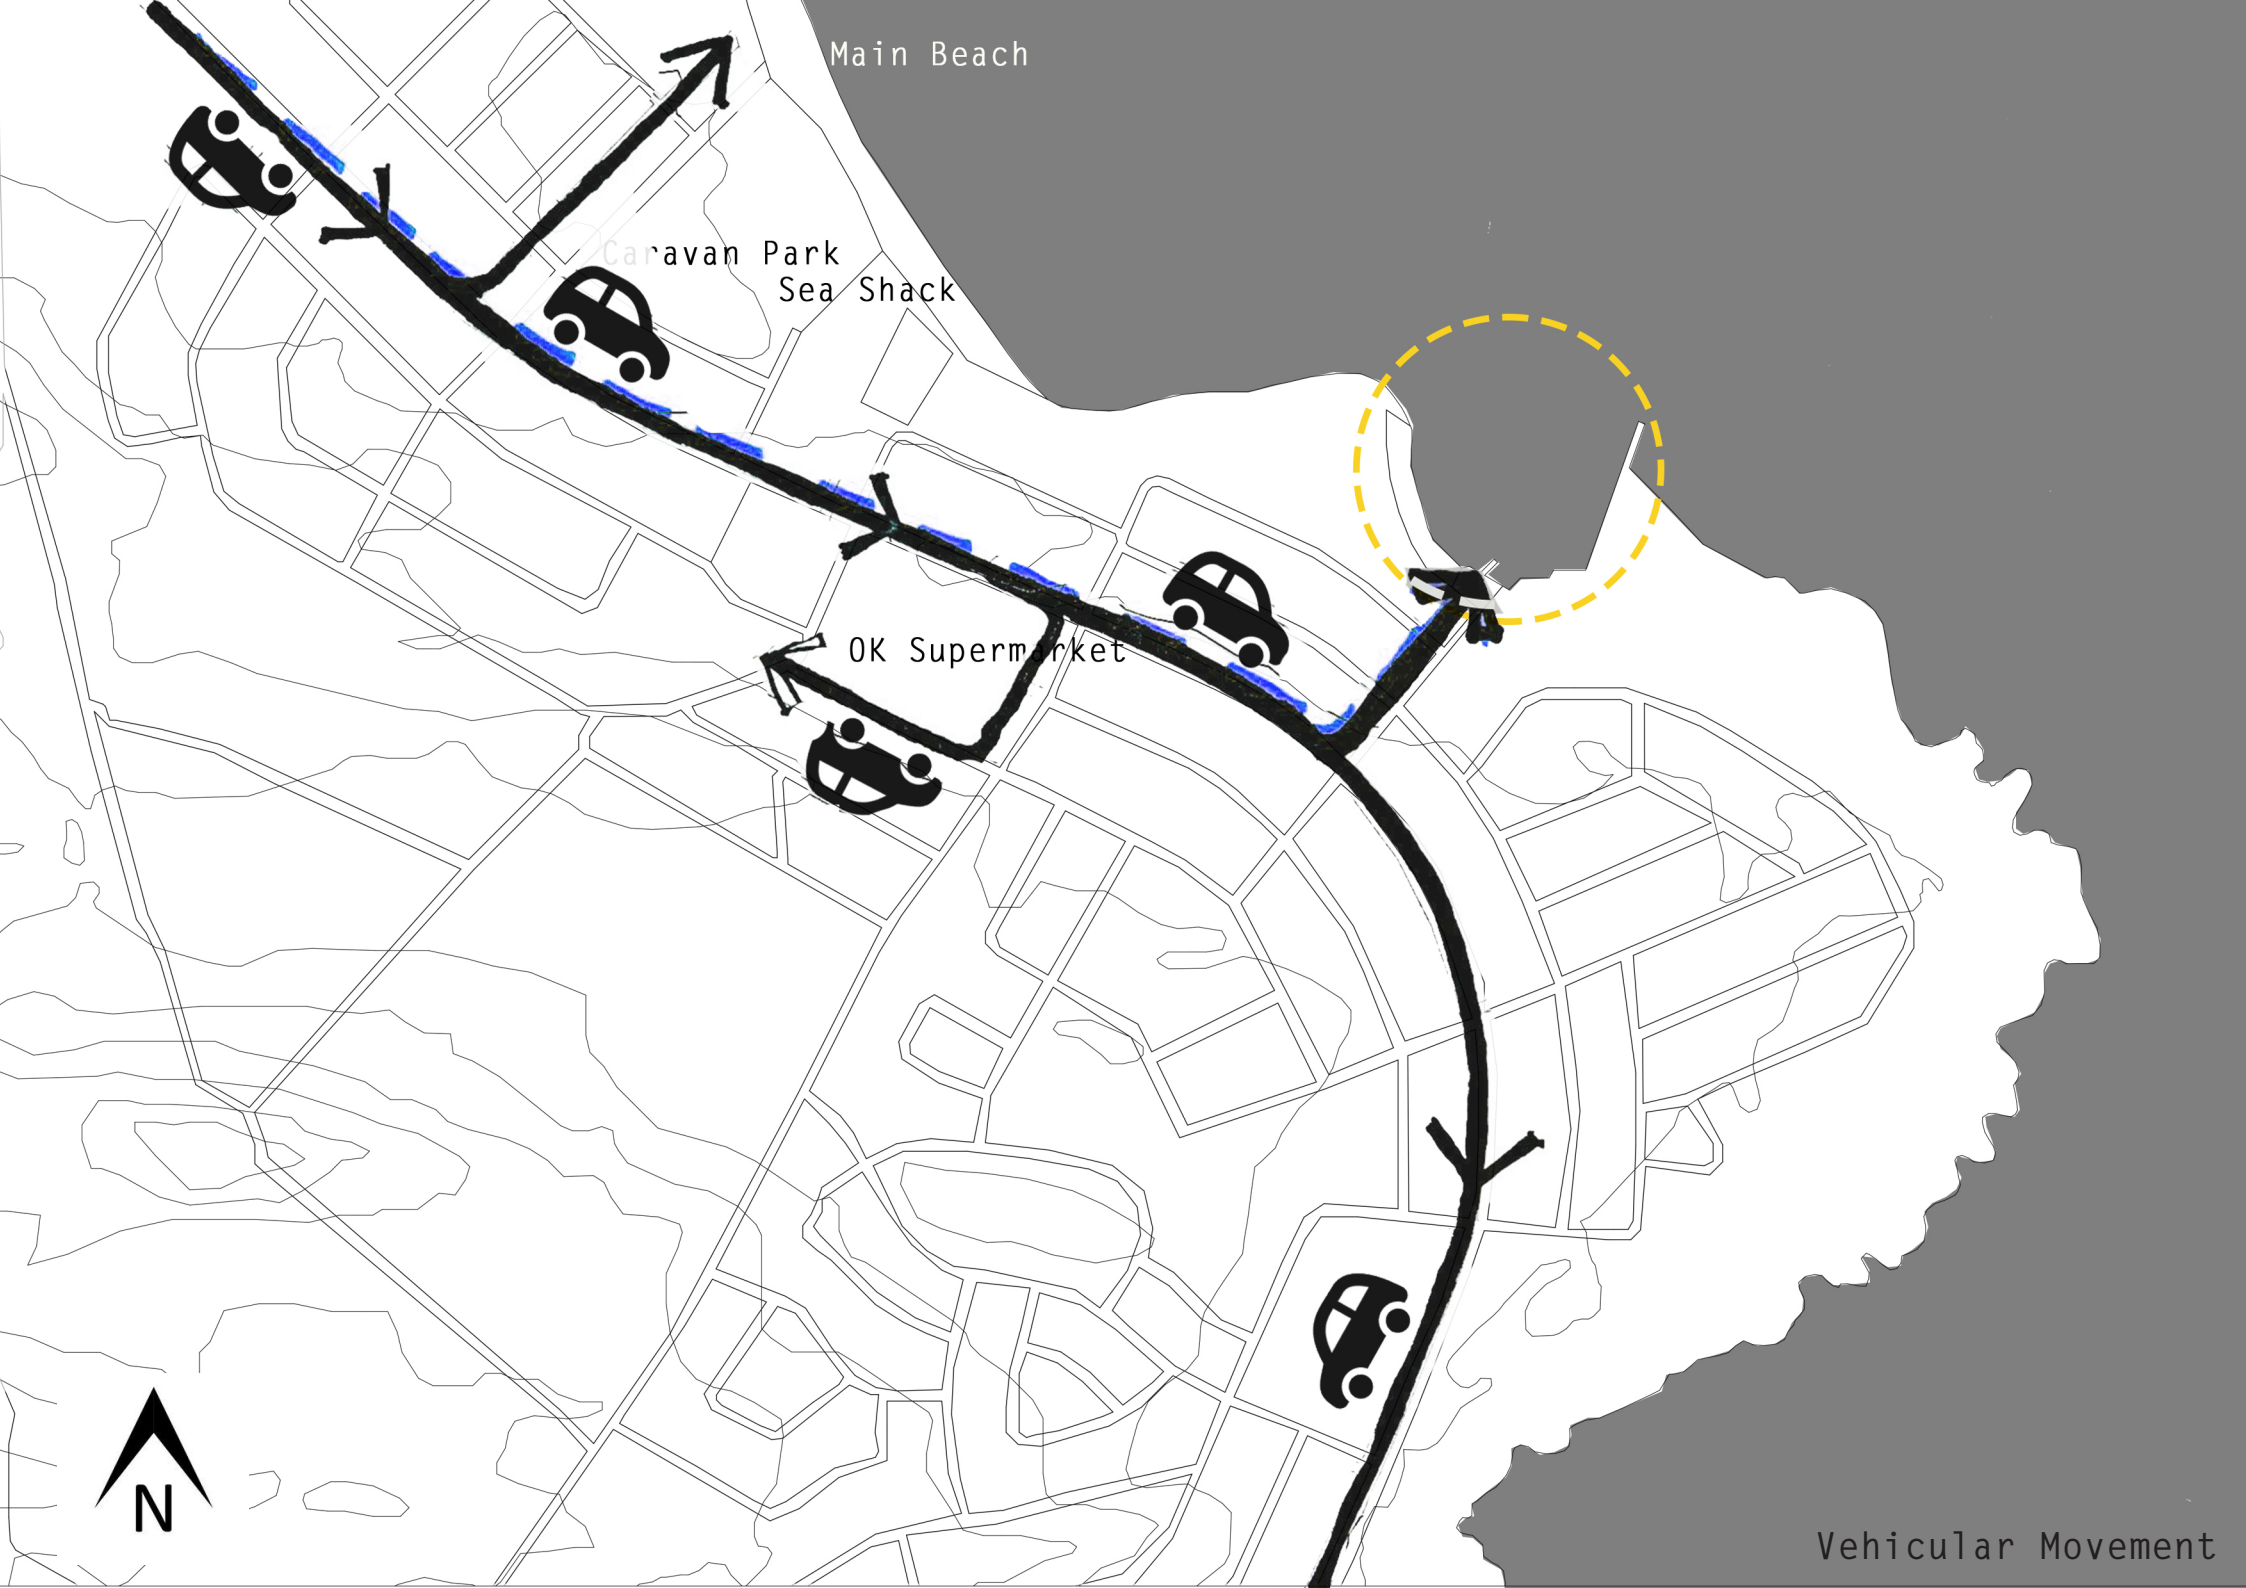 Main Beach
Caravan Park
Sea Shack
OK Supermarket
N
Vehicular Movement